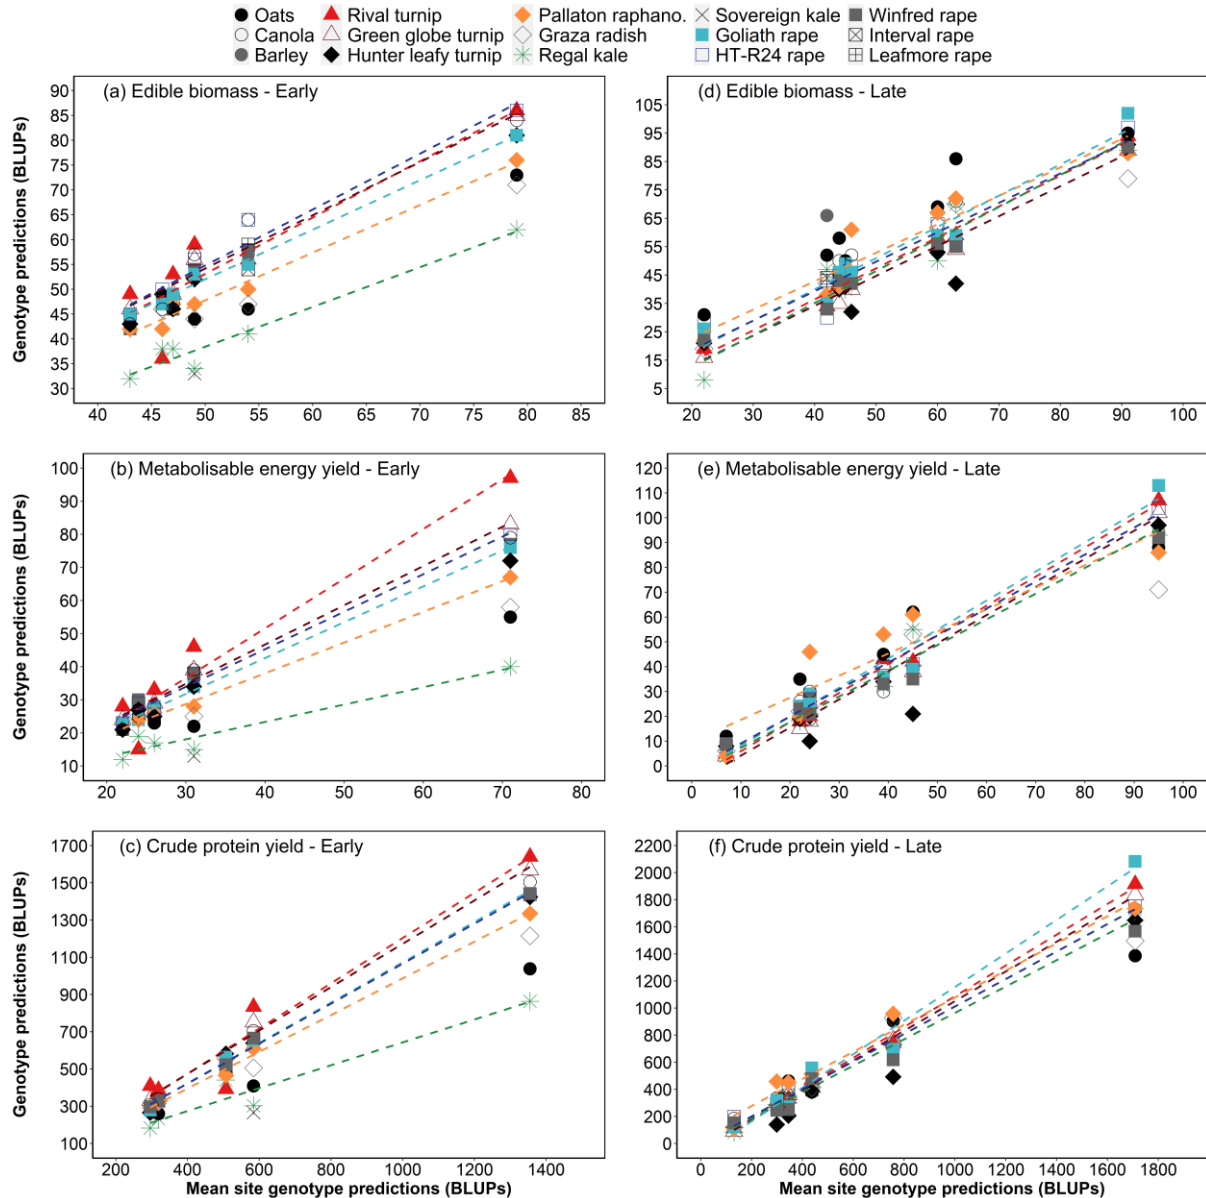 Oats Rival turnip Pallaton raphano. Sovereign kale Winfred rape
Canola Green globe turnip Graza radish Goliath rape Interval rape
Barley Hunter leafy turnip Regal kale HT-R24 rape Leafmore rape
(a) Edible biomass - Early
Genotype predictions (BLUPs)
90
85
80
75
70
65
60
55
50
45
40
35
30
40 45 50 55 60 65 70 75 80 85
(d) Edible biomass - Late
Genotype predictions (BLUPs)
105
95
85
75
65
55
45
35
25
15
5
20 30 40 50 60 70 80 90 100
(b) Metabolisable energy yield - Early
Genotype predictions (BLUPs)
100
90
80
70
60
50
40
30
20
10
20 30 40 50 60 70 80
(e) Metabolisable energy yield - Late
Genotype predictions (BLUPs)
120
110
100
90
80
70
60
50
40
30
20
10
0
0 10 20 30 40 50 60 70 80 90 100
(c) Crude protein yield - Early
Genotype predictions (BLUPs)
1700
1500
1300
1100
900
700
500
300
100
200 400 600 800 1000 1200 1400
Mean site genotype predictions (BLUPs)
(f) Crude protein yield - Late
Genotype predictions (BLUPs)
2200
2000
1800
1600
1400
1200
1000
800
600
400
200
0
0 200 400 600 800 1000 1200 1400 1600 1800
Mean site genotype predictions (BLUPs)